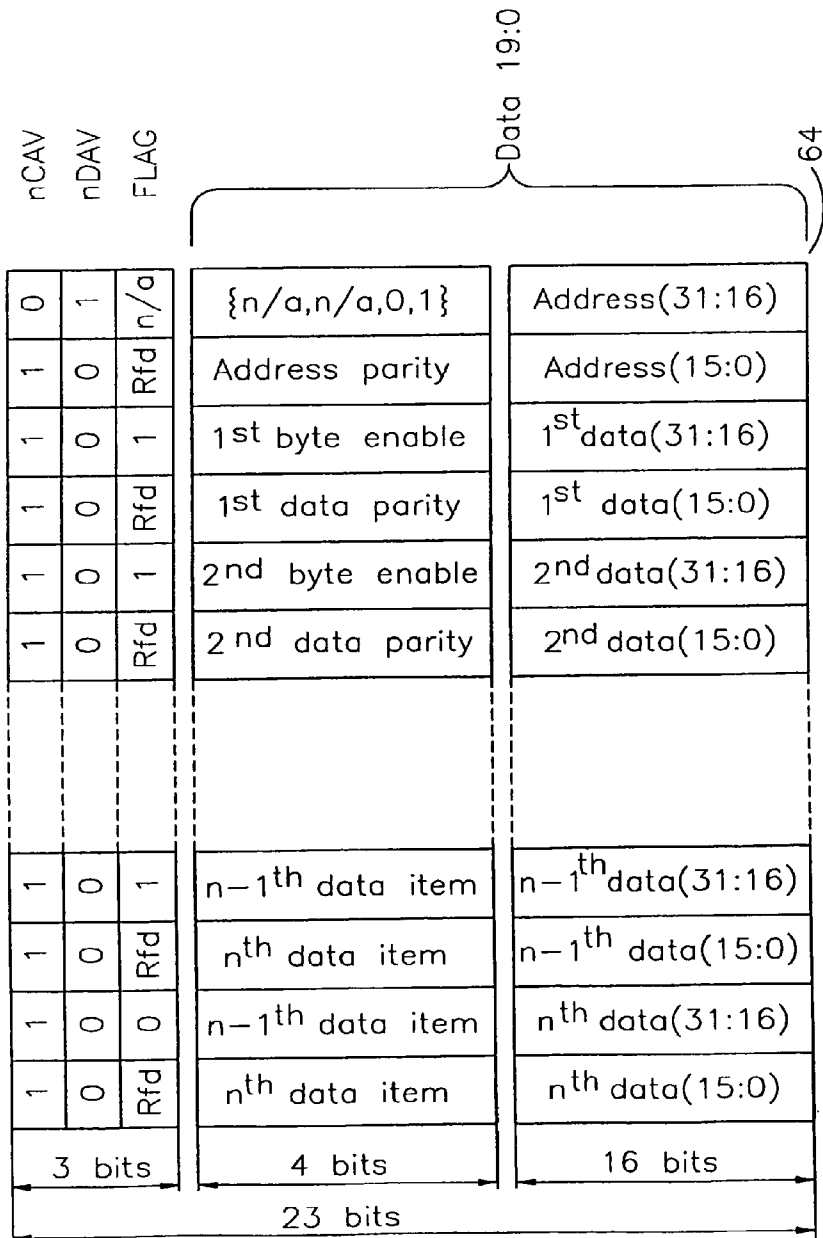 nCAV
nDAV
FLAG
Data 19:0
64
0 1 n/a {n/a,n/a,0,1} Address(31:16)
1 0 Rfd Address parity Address(15:0)
1 0 1 1st byte enable 1st data(31:16)
1 0 Rfd 1st data parity 1st data(15:0)
1 0 1 2nd byte enable 2nd data(31:16)
1 0 Rfd 2nd data parity 2nd data(15:0)
1 0 1 n-1th data item n-1th data(31:16)
1 0 Rfd nth data item n-1th data(15:0)
1 0 0 n-1th data item nth data(31:16)
1 0 Rfd nth data item nth data(15:0)
3 bits 4 bits 16 bits
23 bits